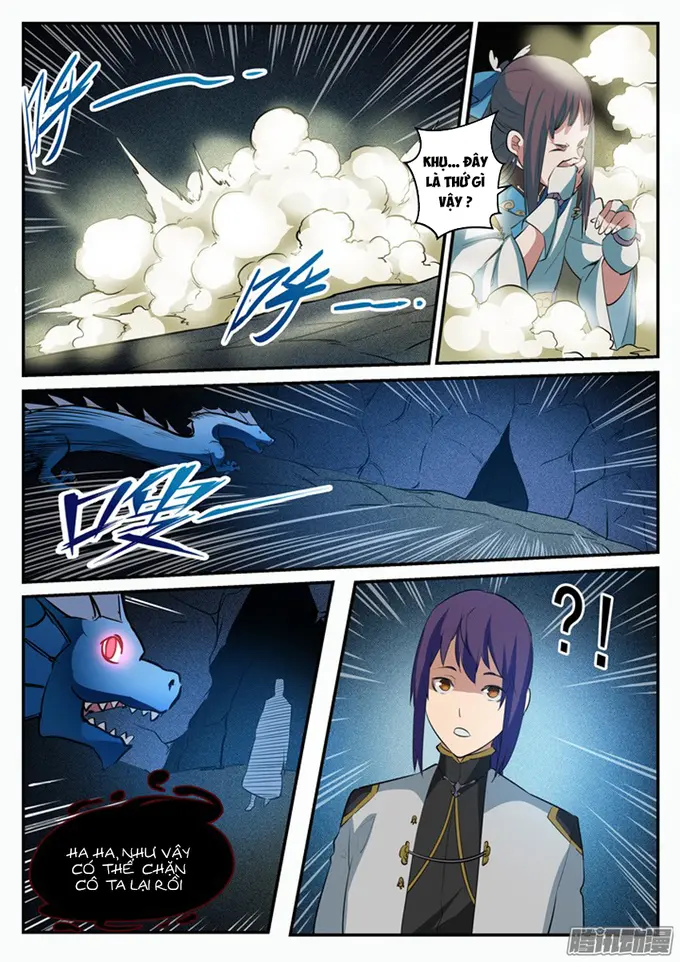 呼
KHỤ... ĐÂY
LÀ THỨ GÌ
VẬY ?
呼
嗖
?!
HA HA, NHƯ VẬY
CÓ THỂ CHẶN
CÔ TA LẠI RỒI
腾讯动漫